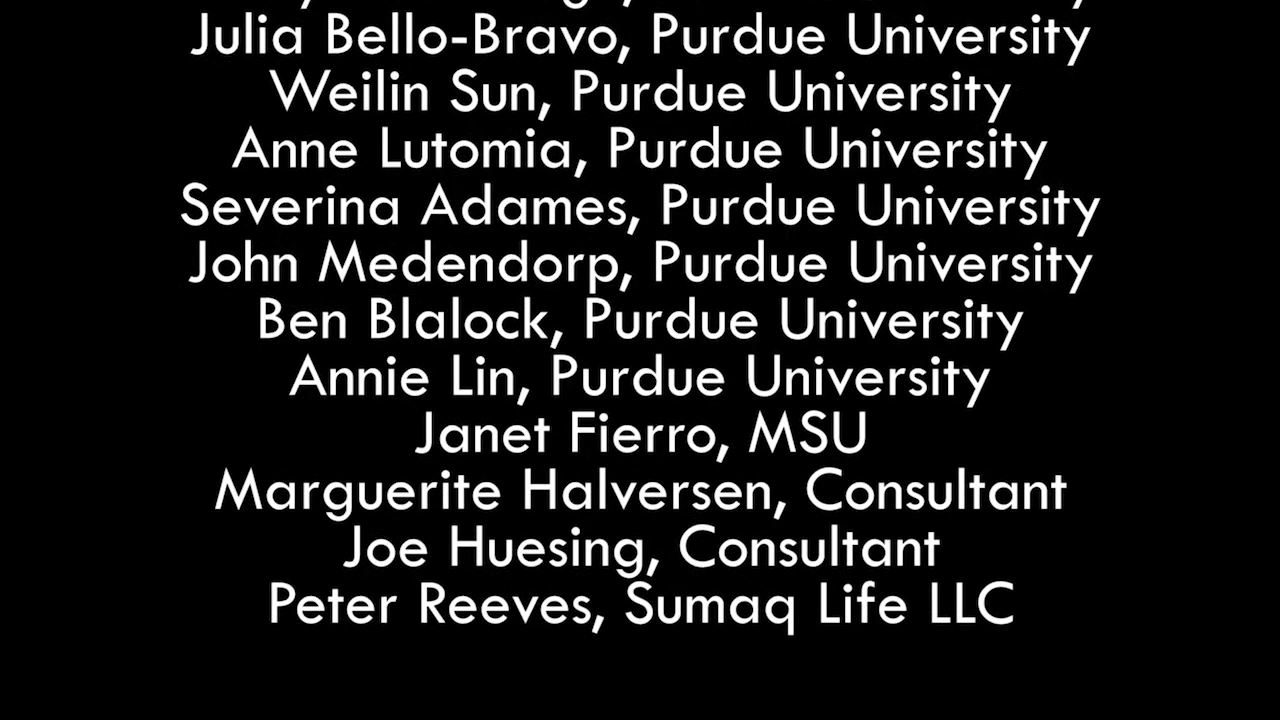 Julia Bello-Bravo, Purdue University
Weilin Sun, Purdue University
Anne Lutomia, Purdue University
Severina Adames, Purdue University
John Medendorp, Purdue University
Ben Blalock, Purdue University
Annie Lin, Purdue University
Janet Fierro, MSU
Marguerite Halversen, Consultant
Joe Huesing, Consultant
Peter Reeves, Sumaq Life LLC